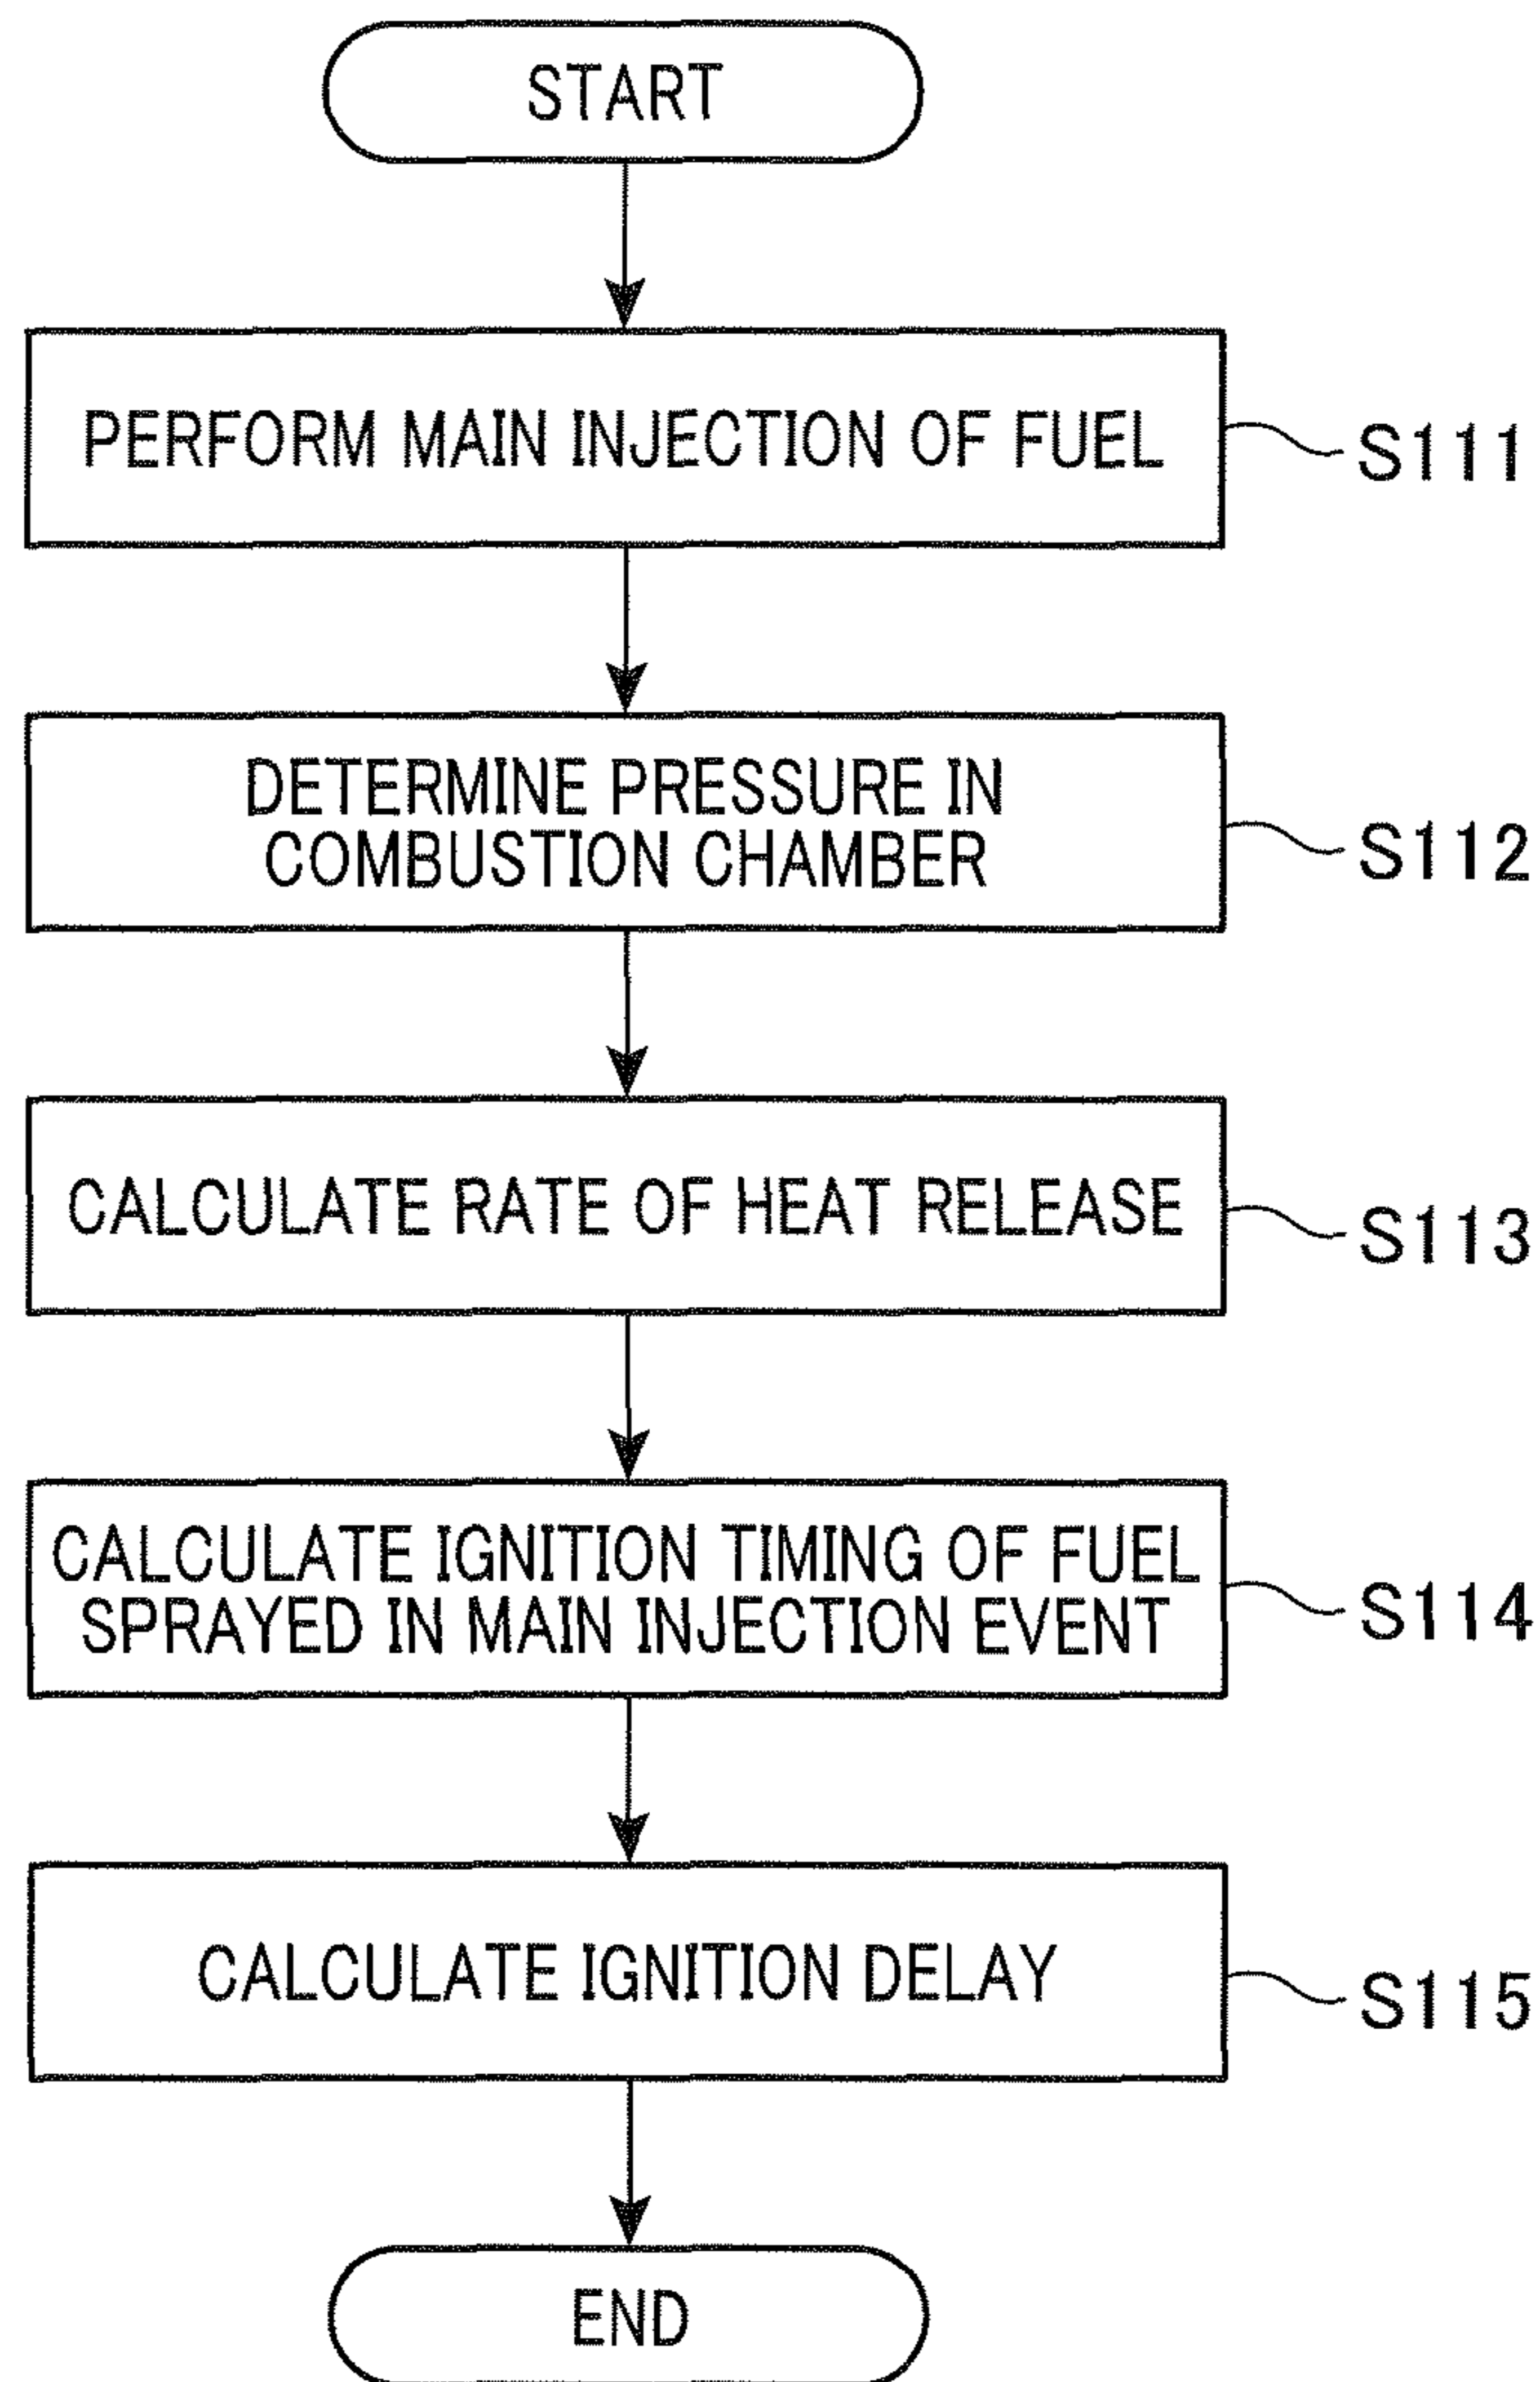 START
PERFORM MAIN INJECTION OF FUEL
S111
DETERMINE PRESSURE IN
COMBUSTION CHAMBER
S112
CALCULATE RATE OF HEAT RELEASE
S113
CALCULATE IGNITION TIMING OF FUEL
SPRAYED IN MAIN INJECTION EVENT
S114
CALCULATE IGNITION DELAY
S115
END